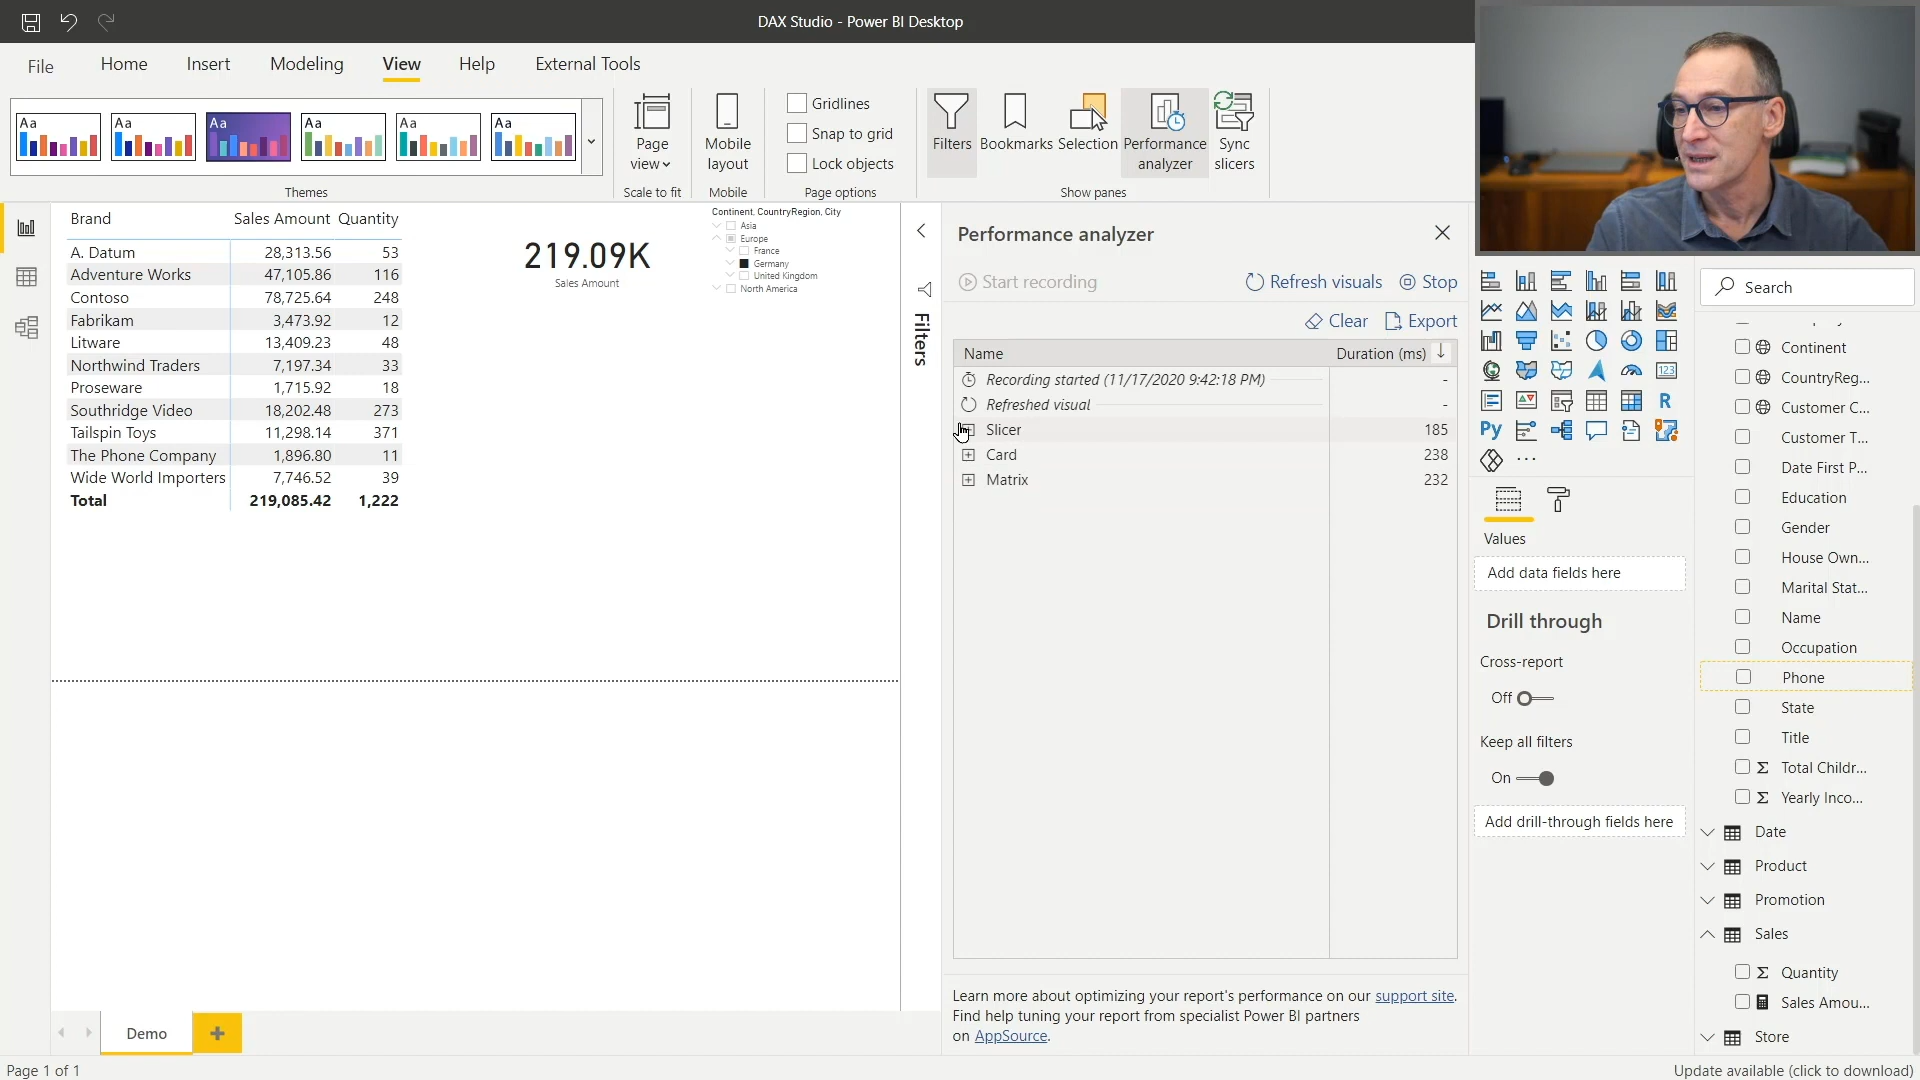 DAX Studio - Power BI Desktop
File Home Insert Modeling View Help External Tools
Aa Aa Aa Aa Aa Aa
Themes
Page view
Scale to fit
Mobile layout
Mobile
Gridlines
Snap to grid
Lock objects
Page options
Filters
Bookmarks
Selection
Performance analyzer
Sync slicers
Show panes
Brand Sales Amount Quantity
A. Datum 28,313.56 53
Adventure Works 47,105.86 116
Contoso 78,725.64 248
Fabrikam 3,473.92 12
Litware 13,409.23 48
Northwind Traders 7,197.34 33
Proseware 1,715.92 18
Southridge Video 18,202.48 273
Tailspin Toys 11,298.14 371
The Phone Company 1,896.80 11
Wide World Importers 7,746.52 39
Total 219,085.42 1,222
219.09K
Sales Amount
Continent, CountryRegion, City
Asia
Europe
France
Germany
United Kingdom
North America
Filters
Performance analyzer
Start recording Refresh visuals Stop
Clear Export
Name Duration (ms)
Recording started (11/17/2020 9:42:18 PM) -
Refreshed visual -
Slicer 185
Card 238
Matrix 232
Learn more about optimizing your report's performance on our support site.
Find help tuning your report from specialist Power BI partners
on AppSource.
123
R
Py
...
Values
Add data fields here
Drill through
Cross-report
Off
Keep all filters
On
Add drill-through fields here
Search
Continent
CountryReg...
Customer C...
Customer T...
Date First P...
Education
Gender
House Own...
Marital Stat...
Name
Occupation
Phone
State
Title
Σ Total Childr...
Σ Yearly Inco...
Date
Product
Promotion
Sales
Σ Quantity
Sales Amou...
Store
Demo +
Page 1 of 1
Update available (click to download)